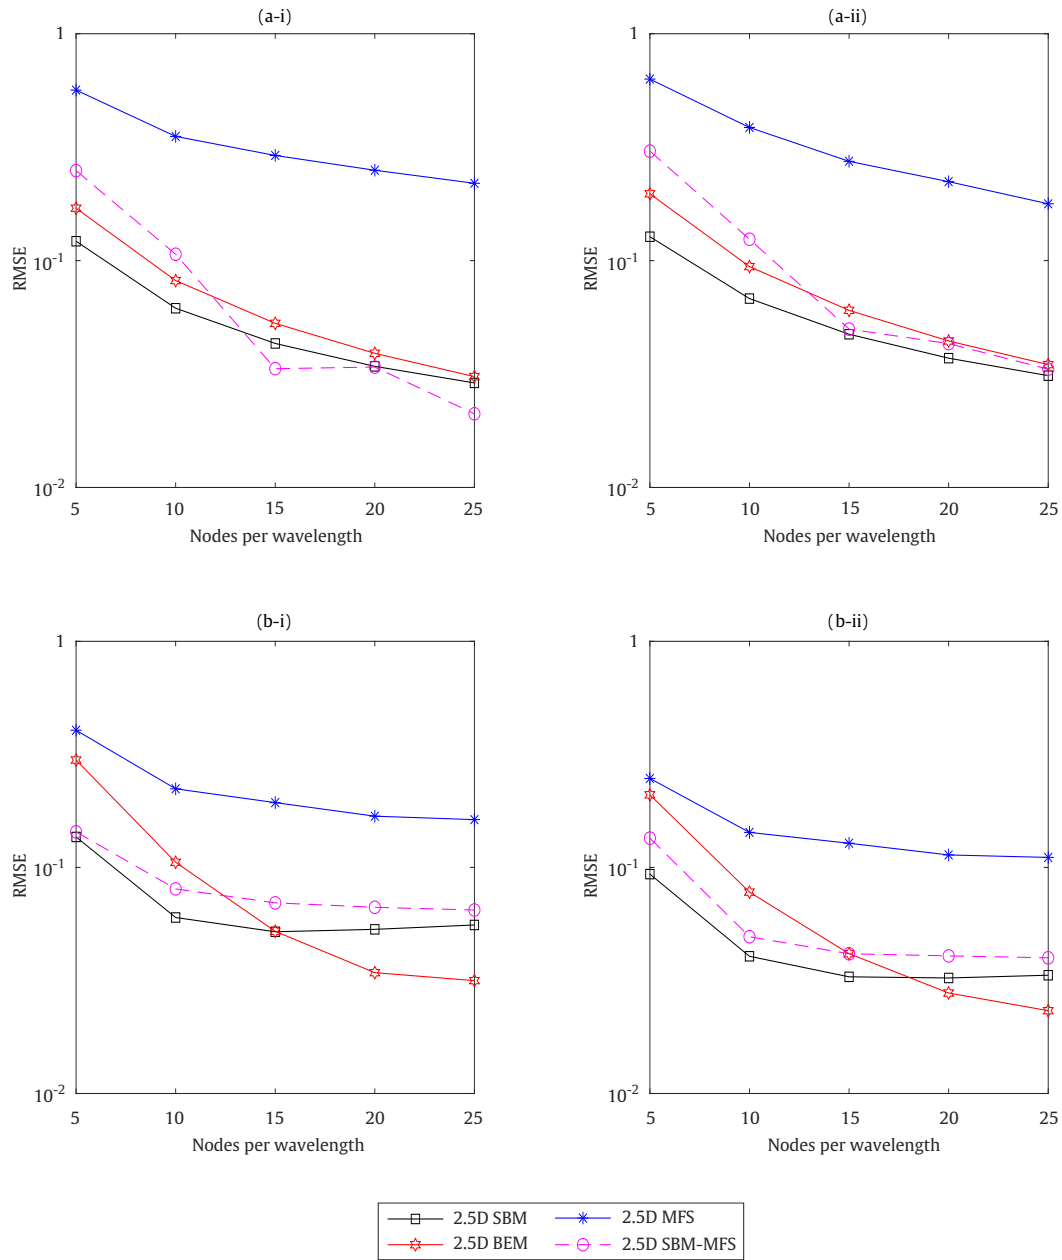 (a-i)
1
10-1
10-2
RMSE
5 10 15 20 25
Nodes per wavelength
(a-ii)
1
10-1
10-2
RMSE
5 10 15 20 25
Nodes per wavelength
(b-i)
1
10-1
10-2
RMSE
5 10 15 20 25
Nodes per wavelength
(b-ii)
1
10-1
10-2
RMSE
5 10 15 20 25
Nodes per wavelength
2.5D SBM
2.5D MFS
2.5D BEM
2.5D SBM-MFS